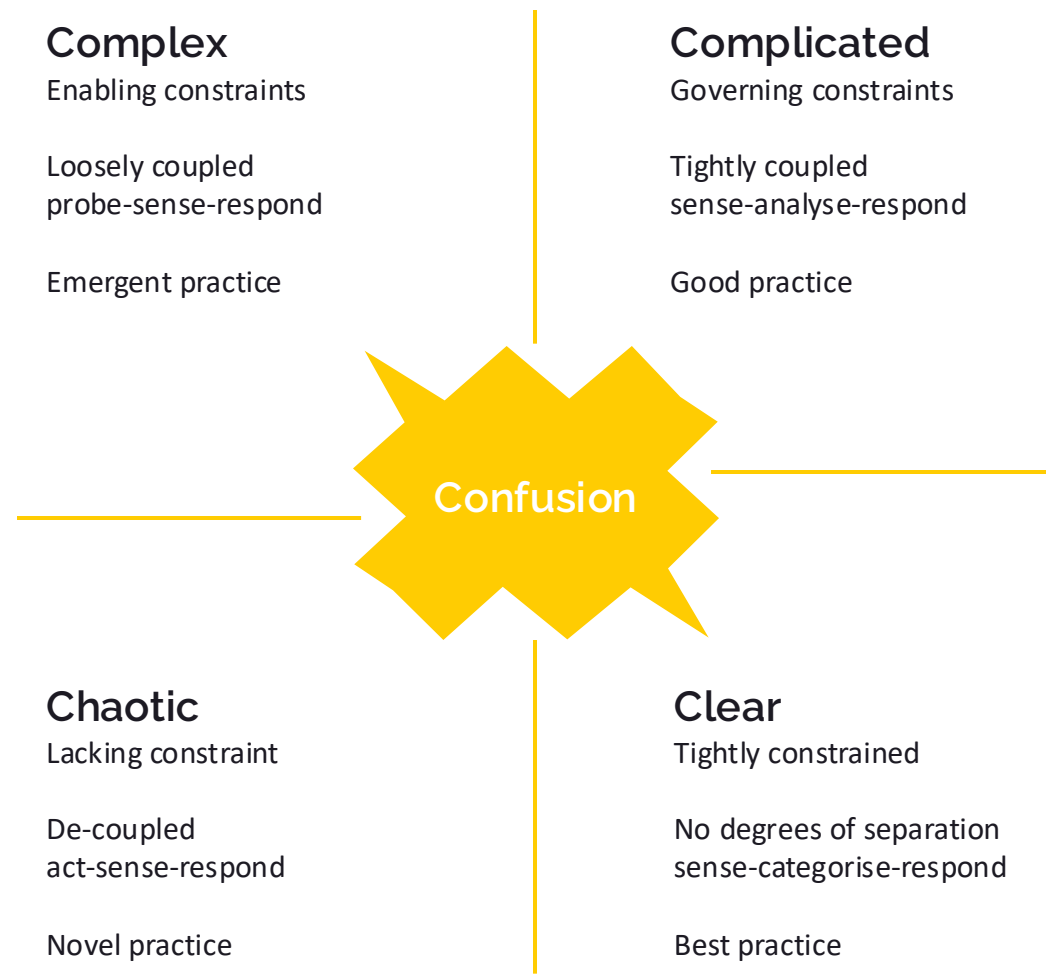 Complex
Enabling constraints
Loosely coupled
probe-sense-respond
Emergent practice
Complicated
Governing constraints
Tightly coupled
sense-analyse-respond
Good practice
Confusion
Chaotic
Lacking constraint
De-coupled
act-sense-respond
Novel practice
Clear
Tightly constrained
No degrees of separation
sense-categorise-respond
Best practice